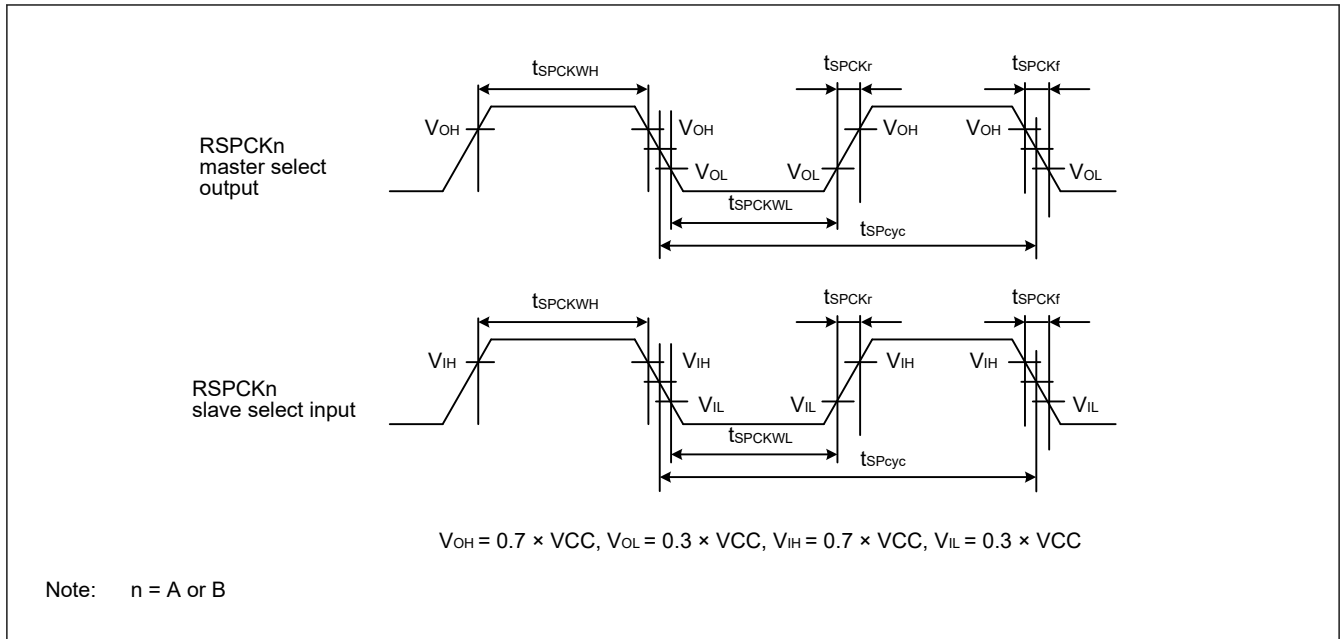 tSPCKWH
tSPCKr
tSPCKf
VOH
VOH
VOH
VOH
RSPCKn
master select
output
VOL
VOL
VOL
tSPCKWL
tSPcyc
tSPCKWH
tSPCKr
tSPCKf
VIH
VIH
VIH
VIH
RSPCKn
slave select input
VIL
VIL
VIL
tSPCKWL
tSPcyc
VOH = 0.7 × VCC, VOL = 0.3 × VCC, VIH = 0.7 × VCC, VIL = 0.3 × VCC
Note: n = A or B